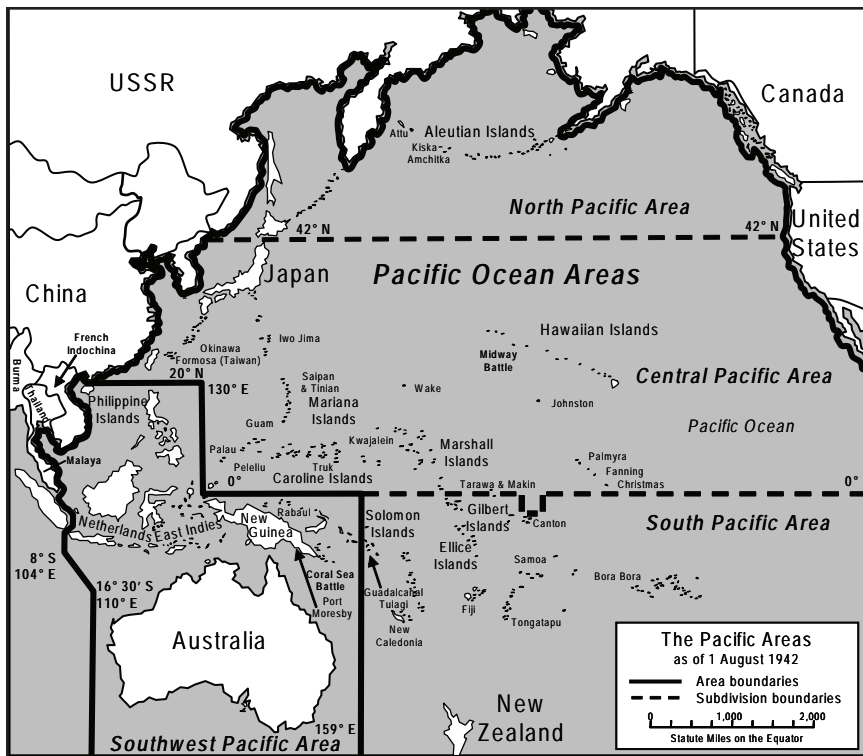 USSR
Canada
Attu
Aleutian Islands
Kiska
Amchitka
North Pacific Area
42° N
42° N
United
States
Japan
Pacific Ocean Areas
China
French
Indochina
Burma
Thailand
Okinawa
Formosa (Taiwan)
Iwo Jima
Hawaiian Islands
Midway
Battle
20° N
130° E
Saipan
& Tinian
Mariana
Islands
Wake
Central Pacific Area
Johnston
Philippine
Islands
Guam
Pacific Ocean
Malaya
Palau
Peleliu
Kwajalein
Truk
Caroline Islands
Marshall
Islands
Palmyra
Fanning
Christmas
0°
Tarawa & Makin
0°
Netherlands East Indies
New
Guinea
Rabaul
Solomon
Islands
Gilbert
Islands
Canton
South Pacific Area
Ellice
Islands
8° S
104° E
16° 30' S
110° E
Coral Sea
Battle
Port
Moresby
Guadalcanal
Tulagi
New
Caledonia
Samoa
Fiji
Tongatapu
Bora Bora
Australia
159° E
Southwest Pacific Area
New
Zealand
The Pacific Areas
as of 1 August 1942
Area boundaries
Subdivision boundaries
0 1,000 2,000
Statute Miles on the Equator